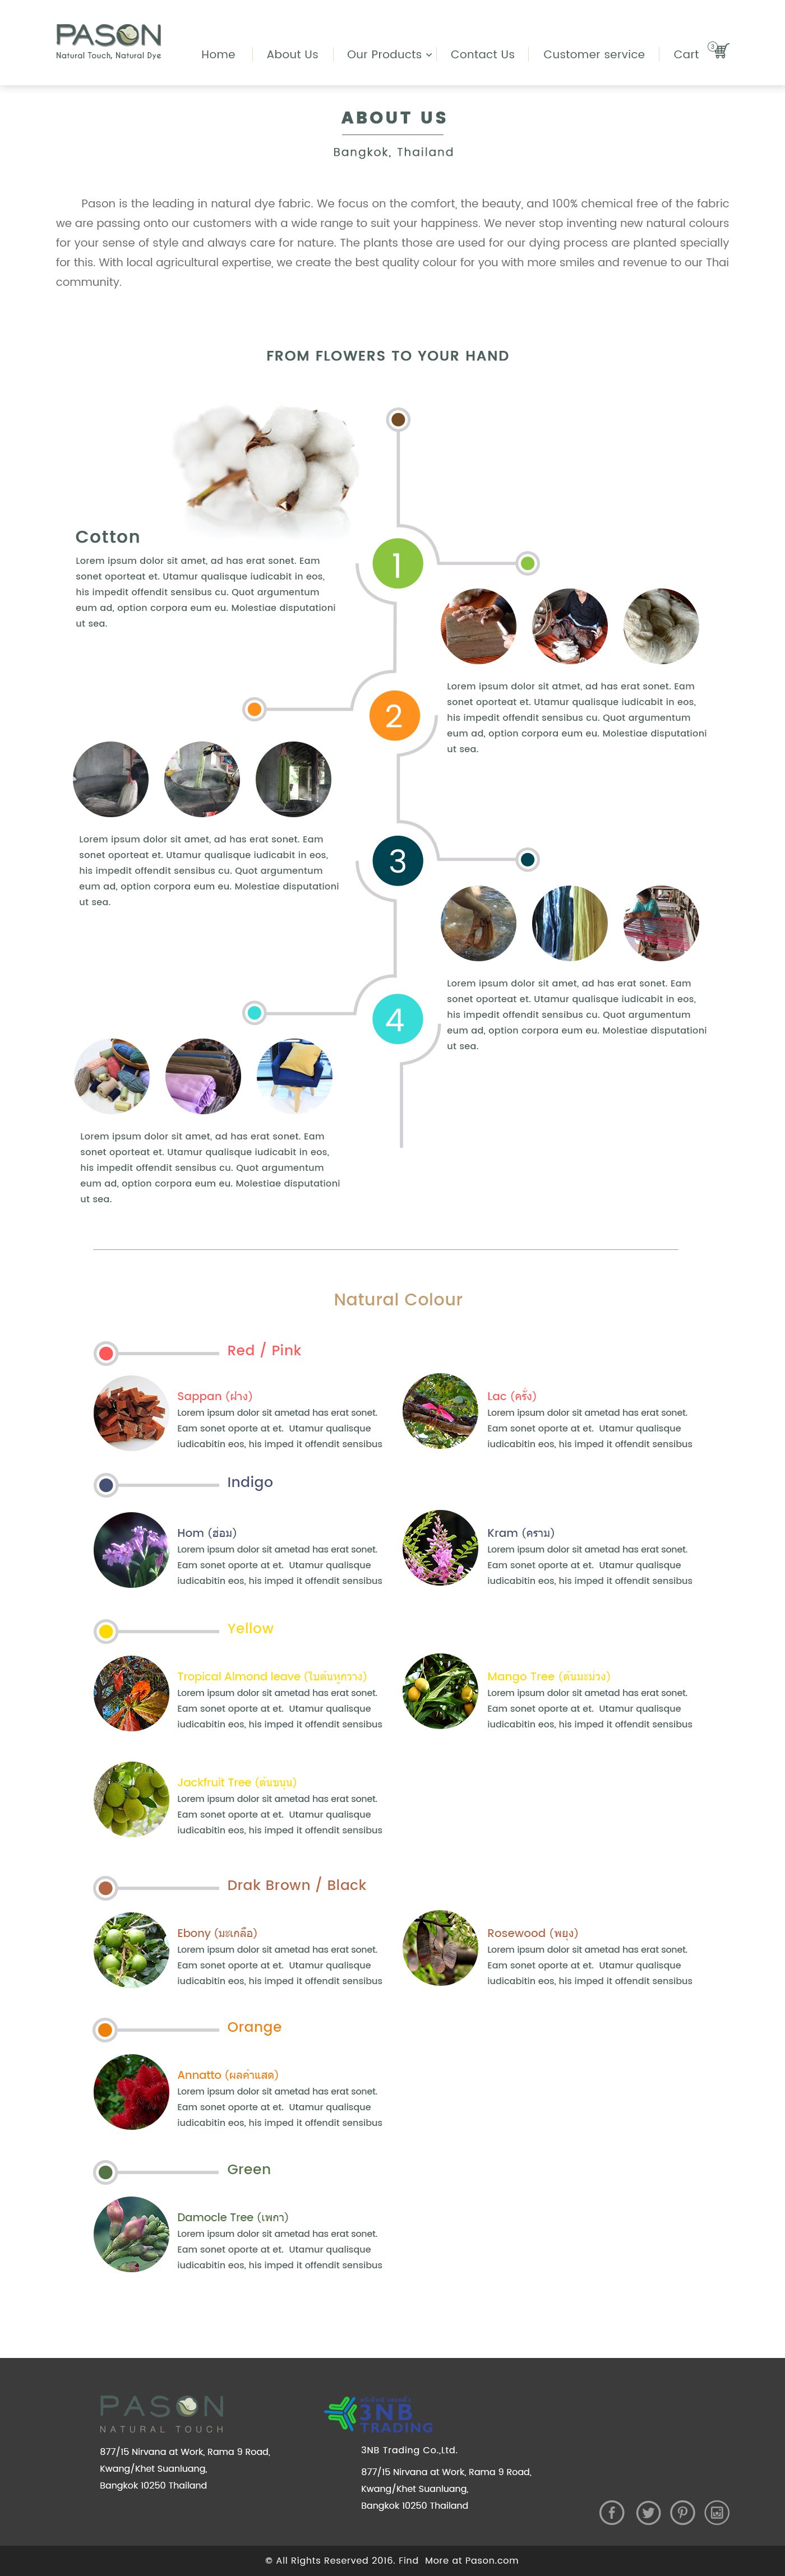 PASON
Natural Touch, Natural Dye
Home
About Us
Our Products
Contact Us
Customer service
Cart
3
ABOUT US
Bangkok, Thailand
Pason is the leading in natural dye fabric. We focus on the comfort, the beauty, and 100% chemical free of the fabric
we are passing onto our customers with a wide range to suit your happiness. We never stop inventing new natural colours
for your sense of style and always care for nature. The plants those are used for our dying process are planted specially
for this. With local agricultural expertise, we create the best quality colour for you with more smiles and revenue to our Thai
community.
FROM FLOWERS TO YOUR HAND
Cotton
Lorem ipsum dolor sit amet, ad has erat sonet. Eam
sonet oporteat et. Utamur qualisque iudicabit in eos,
his impedit offendit sensibus cu. Quot argumentum
eum ad, option corpora eum eu. Molestiae disputationi
ut sea.
1
Lorem ipsum dolor sit atmet, ad has erat sonet. Eam
sonet oporteat et. Utamur qualisque iudicabit in eos,
his impedit offendit sensibus cu. Quot argumentum
eum ad, option corpora eum eu. Molestiae disputationi
ut sea.
2
Lorem ipsum dolor sit amet, ad has erat sonet. Eam
sonet oporteat et. Utamur qualisque iudicabit in eos,
his impedit offendit sensibus cu. Quot argumentum
eum ad, option corpora eum eu. Molestiae disputationi
ut sea.
3
Lorem ipsum dolor sit amet, ad has erat sonet. Eam
sonet oporteat et. Utamur qualisque iudicabit in eos,
his impedit offendit sensibus cu. Quot argumentum
eum ad, option corpora eum eu. Molestiae disputationi
ut sea.
4
Lorem ipsum dolor sit amet, ad has erat sonet. Eam
sonet oporteat et. Utamur qualisque iudicabit in eos,
his impedit offendit sensibus cu. Quot argumentum
eum ad, option corpora eum eu. Molestiae disputationi
ut sea.
Natural Colour
Red / Pink
Sappan (ฝาง)
Lorem ipsum dolor sit ametad has erat sonet.
Eam sonet oporte at et. Utamur qualisque
iudicabitin eos, his imped it offendit sensibus
Lac (ครั่ง)
Lorem ipsum dolor sit ametad has erat sonet.
Eam sonet oporte at et. Utamur qualisque
iudicabitin eos, his imped it offendit sensibus
Indigo
Hom (ฮ่อม)
Lorem ipsum dolor sit ametad has erat sonet.
Eam sonet oporte at et. Utamur qualisque
iudicabitin eos, his imped it offendit sensibus
Kram (คราม)
Lorem ipsum dolor sit ametad has erat sonet.
Eam sonet oporte at et. Utamur qualisque
iudicabitin eos, his imped it offendit sensibus
Yellow
Tropical Almond leave (ใบต้นหูกวาง)
Lorem ipsum dolor sit ametad has erat sonet.
Eam sonet oporte at et. Utamur qualisque
iudicabitin eos, his imped it offendit sensibus
Mango Tree (ต้นมะม่วง)
Lorem ipsum dolor sit ametad has erat sonet.
Eam sonet oporte at et. Utamur qualisque
iudicabitin eos, his imped it offendit sensibus
Jackfruit Tree (ต้นขนุน)
Lorem ipsum dolor sit ametad has erat sonet.
Eam sonet oporte at et. Utamur qualisque
iudicabitin eos, his imped it offendit sensibus
Drak Brown / Black
Ebony (มะเกลือ)
Lorem ipsum dolor sit ametad has erat sonet.
Eam sonet oporte at et. Utamur qualisque
iudicabitin eos, his imped it offendit sensibus
Rosewood (พยุง)
Lorem ipsum dolor sit ametad has erat sonet.
Eam sonet oporte at et. Utamur qualisque
iudicabitin eos, his imped it offendit sensibus
Orange
Annatto (ผลคำแสด)
Lorem ipsum dolor sit ametad has erat sonet.
Eam sonet oporte at et. Utamur qualisque
iudicabitin eos, his imped it offendit sensibus
Green
Damocle Tree (เพกา)
Lorem ipsum dolor sit ametad has erat sonet.
Eam sonet oporte at et. Utamur qualisque
iudicabitin eos, his imped it offendit sensibus
PASON
NATURAL TOUCH
877/15 Nirvana at Work, Rama 9 Road,
Kwang/Khet Suanluang,
Bangkok 10250 Thailand
3NB
TRADING
3NB Trading Co.,Ltd.
877/15 Nirvana at Work, Rama 9 Road,
Kwang/Khet Suanluang,
Bangkok 10250 Thailand
© All Rights Reserved 2016. Find More at Pason.com